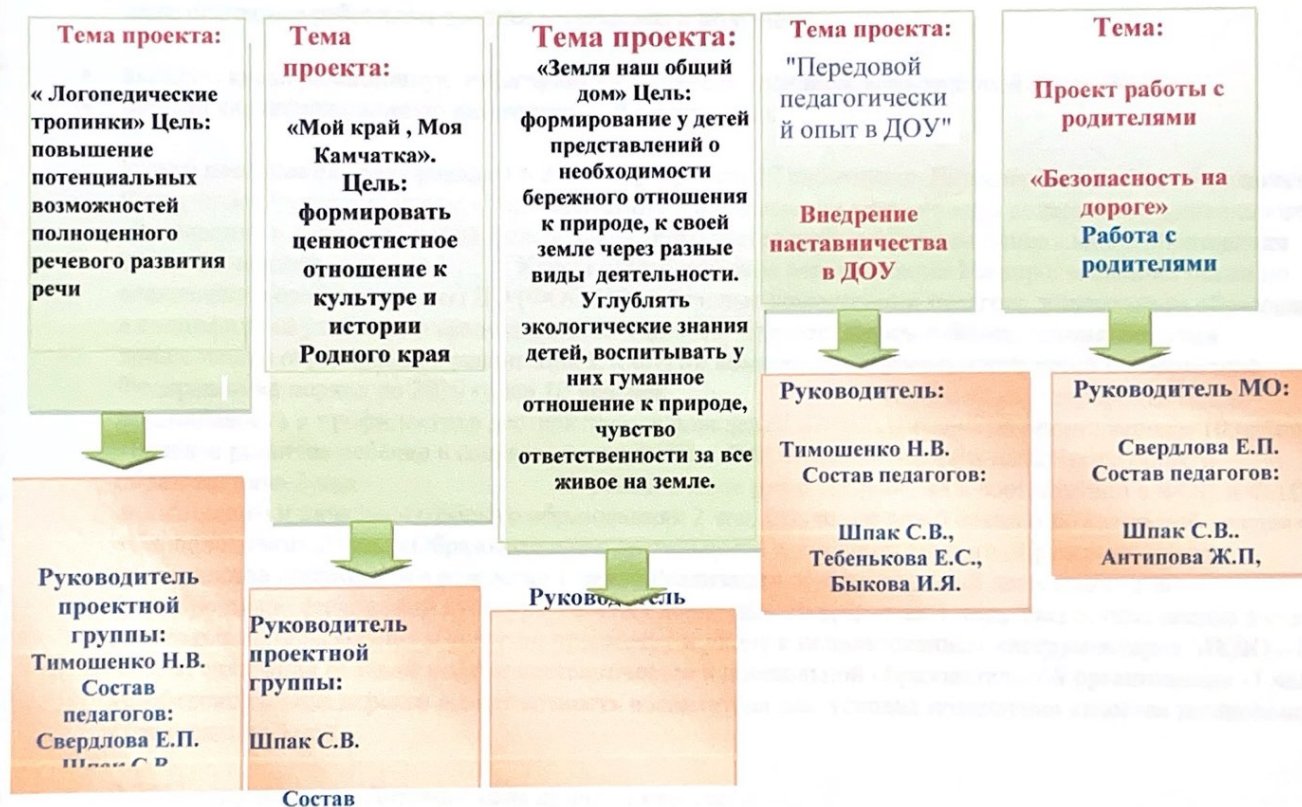 Тема проекта:
« Логопедические
тропинки» Цель:
повышение
потенциальных
возможностей
полноценного
речевого развития
речи
Руководитель
проектной
группы:
Тимошенко Н.В.
Состав
педагогов:
Свердлова Е.П.
Шпак С.В.
Тема
проекта:
«Мой край , Моя
Камчатка».
Цель:
формировать
ценностнстное
отношение к
культуре и
истории
Родного края
Руководитель
проектной
группы:
Шпак С.В.
Состав
Тема проекта:
«Земля наш общий
дом» Цель:
формирование у детей
представлений о
необходимости
бережного отношения
к природе, к своей
земле через разные
виды деятельности.
Углублять
экологические знания
детей, воспитывать у
них гуманное
отношение к природе,
чувство
ответственности за все
живое на земле.
Руководитель
Тема проекта:
"Передовой
педагогически
й опыт в ДОУ"
Внедрение
наставничества
в ДОУ
Руководитель:
Тимошенко Н.В.
Состав педагогов:
Шпак С.В.,
Тебенькова Е.С.,
Быкова И.Я.
Тема:
Проект работы с
родителями
«Безопасность на
дороге»
Работа с
родителями
Руководитель МО:
Свердлова Е.П.
Состав педагогов:
Шпак С.В..
Антипова Ж.П,